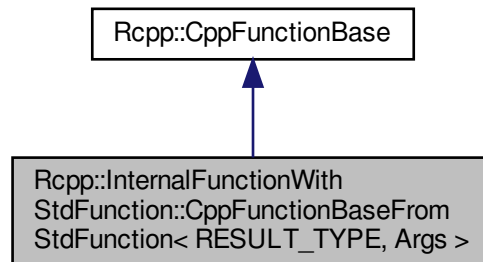 Rcpp::CppFunctionBase
Rcpp::InternalFunctionWith
StdFunction::CppFunctionBaseFrom
StdFunction< RESULT_TYPE, Args >